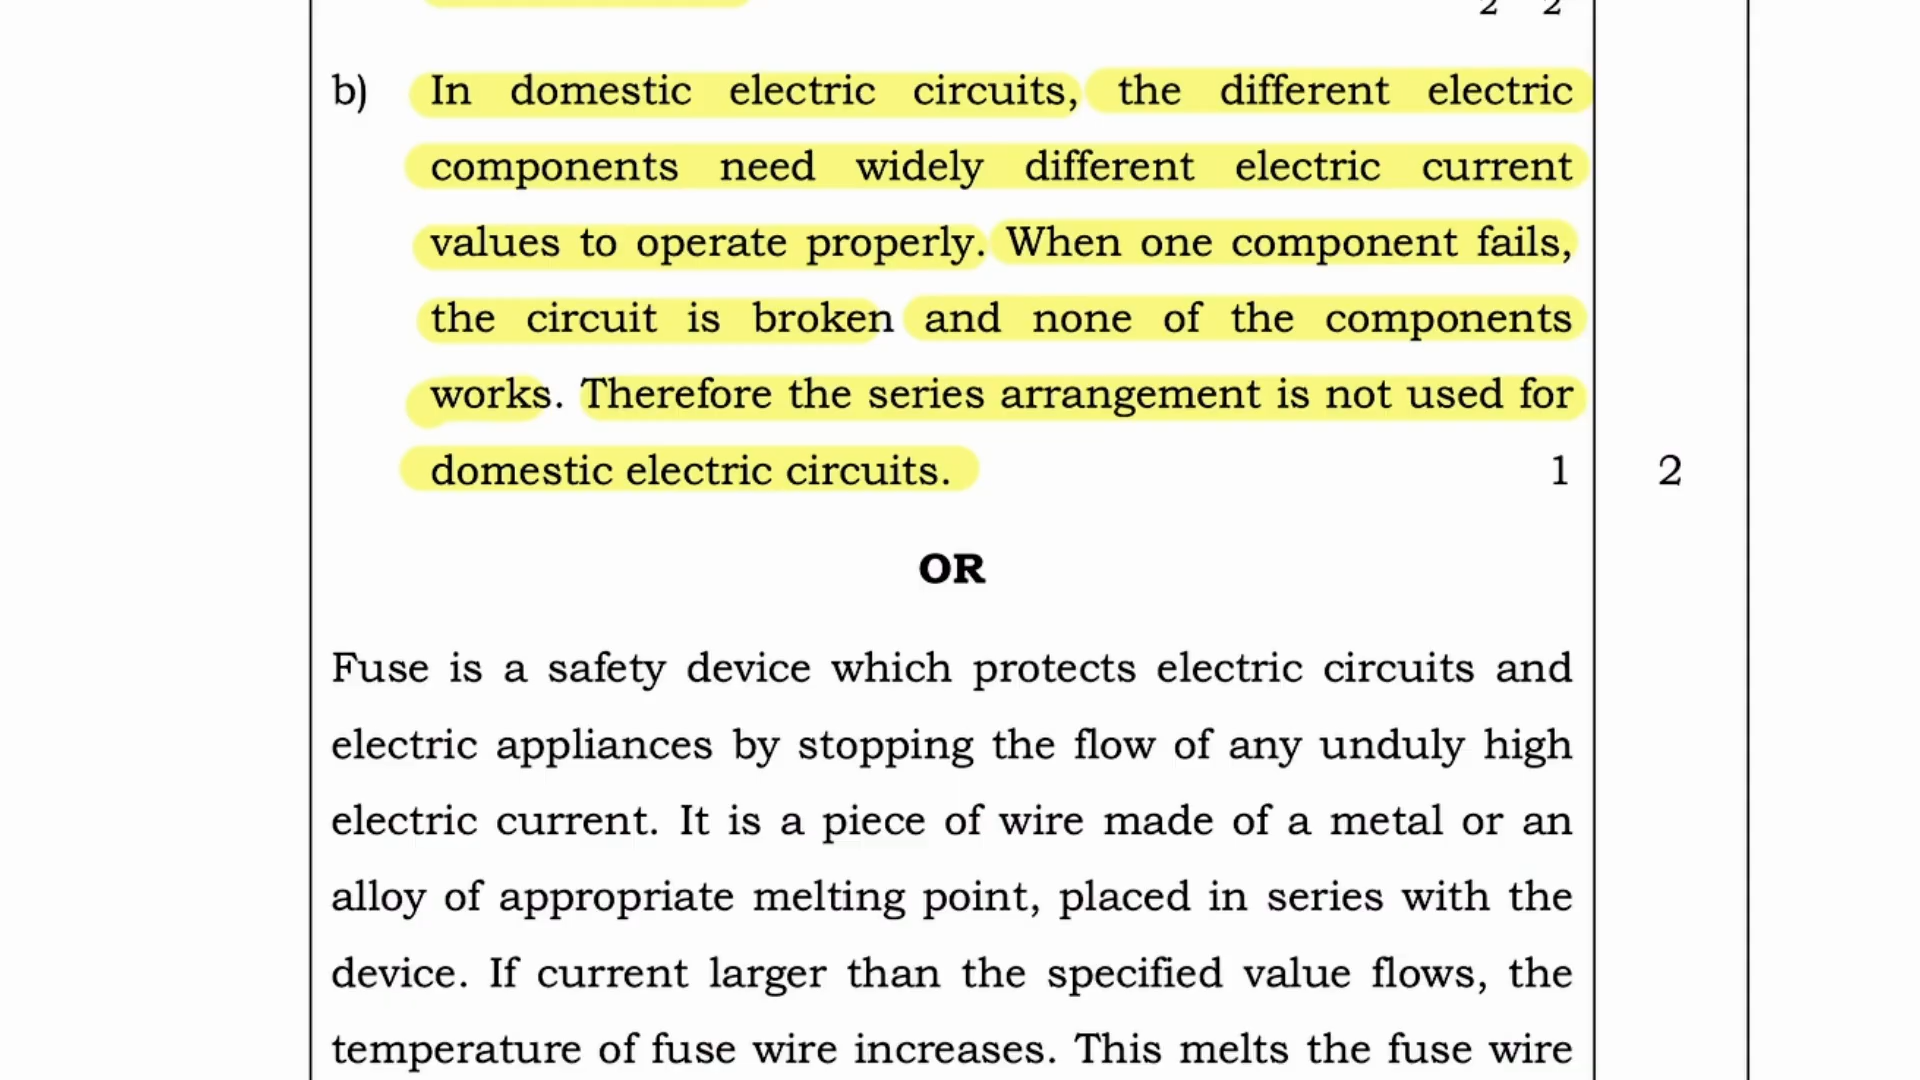 2 2
b) In domestic electric circuits, the different electric
components need widely different electric current
values to operate properly. When one component fails,
the circuit is broken and none of the components
works. Therefore the series arrangement is not used for
domestic electric circuits. 1 2
OR
Fuse is a safety device which protects electric circuits and
electric appliances by stopping the flow of any unduly high
electric current. It is a piece of wire made of a metal or an
alloy of appropriate melting point, placed in series with the
device. If current larger than the specified value flows, the
temperature of fuse wire increases. This melts the fuse wire